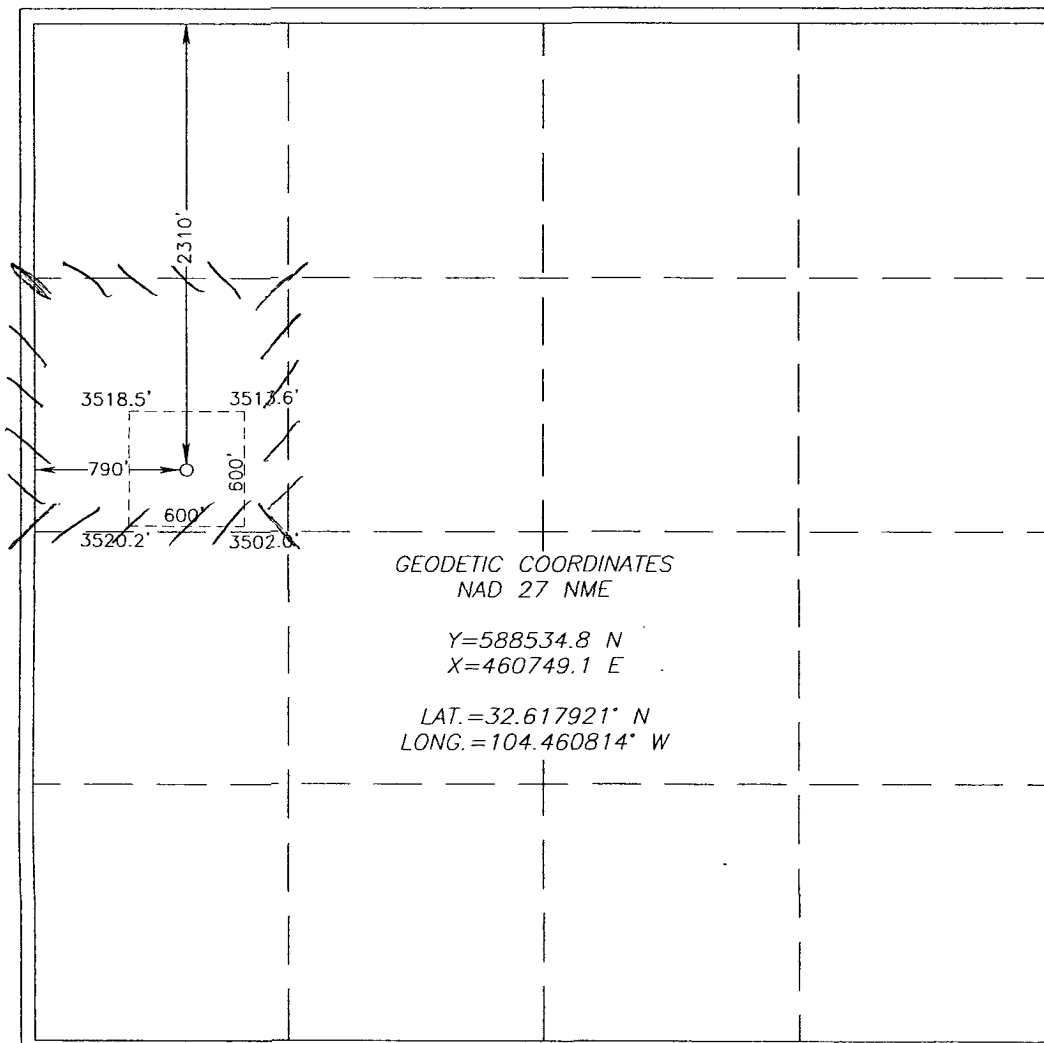 2310'
3518.5' 3513.6'
790'
600'
600'
3520.2' 3502.0'
GEODETIC COORDINATES
NAD 27 NME
Y=588534.8 N
X=460749.1 E
LAT.=32.617921° N
LONG.=104.460814° W